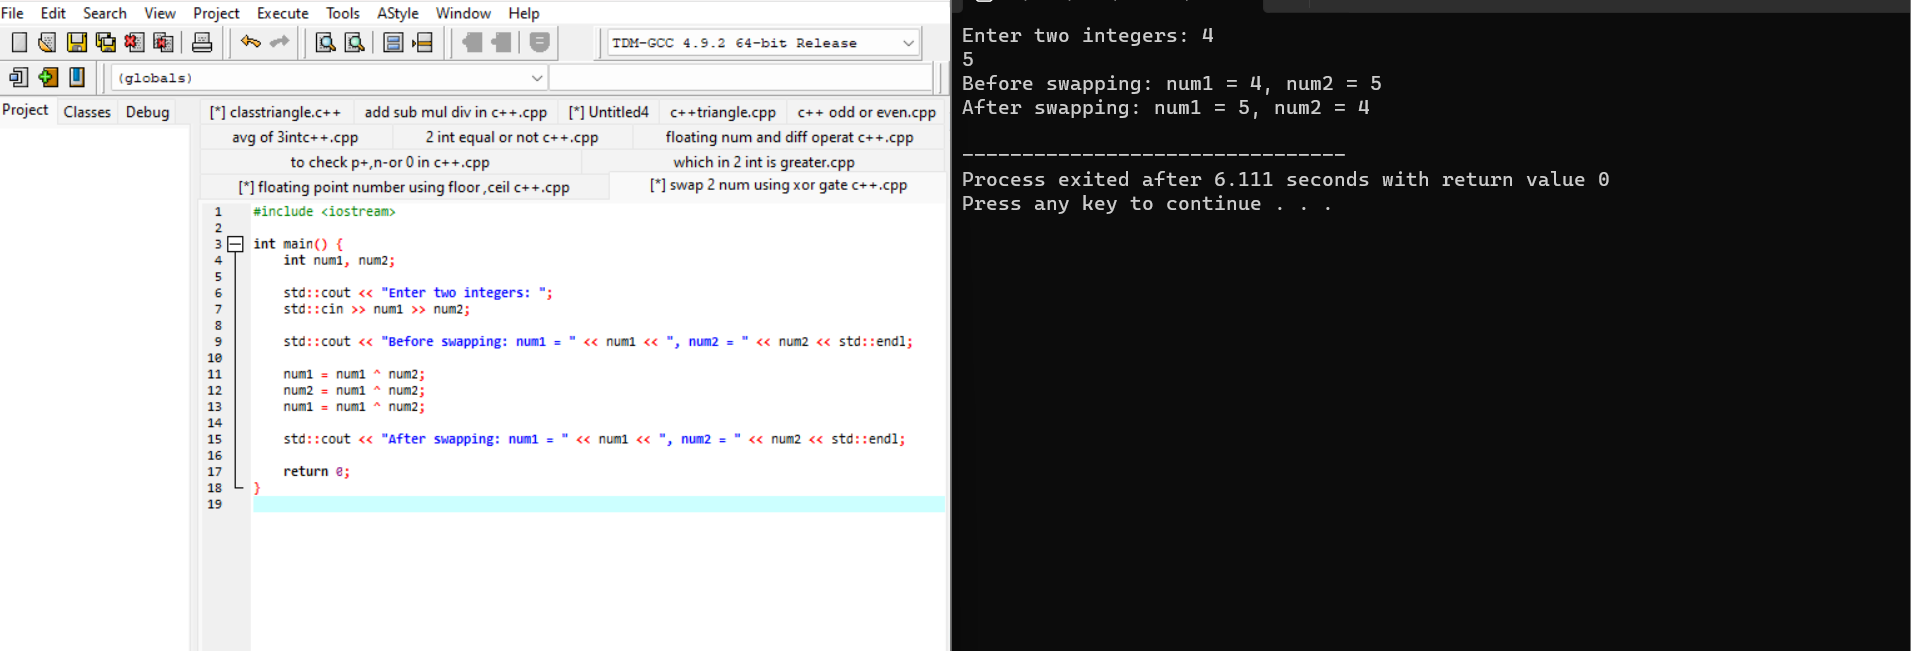 File Edit Search View Project Execute Tools AStyle Window Help
TDM-GCC 4.9.2 64-bit Release
(globals)
Project Classes Debug
[*] classtriangle.c++ add sub mul div in c++.cpp [*] Untitled4 c++triangle.cpp c++ odd or even.cpp
avg of 3intc++.cpp 2 int equal or not c++.cpp floating num and diff operat c++.cpp
to check p+,n-or 0 in c++.cpp which in 2 int is greater.cpp
[*] floating point number using floor ,ceil c++.cpp [*] swap 2 num using xor gate c++.cpp
1 #include <iostream>
2
3 int main() {
4 int num1, num2;
5
6 std::cout << "Enter two integers: ";
7 std::cin >> num1 >> num2;
8
9 std::cout << "Before swapping: num1 = " << num1 << ", num2 = " << num2 << std::endl;
10
11 num1 = num1 ^ num2;
12 num2 = num1 ^ num2;
13 num1 = num1 ^ num2;
14
15 std::cout << "After swapping: num1 = " << num1 << ", num2 = " << num2 << std::endl;
16
17 return 0;
18 }
19
Enter two integers: 4
5
Before swapping: num1 = 4, num2 = 5
After swapping: num1 = 5, num2 = 4
--------------------------------
Process exited after 6.111 seconds with return value 0
Press any key to continue . . .